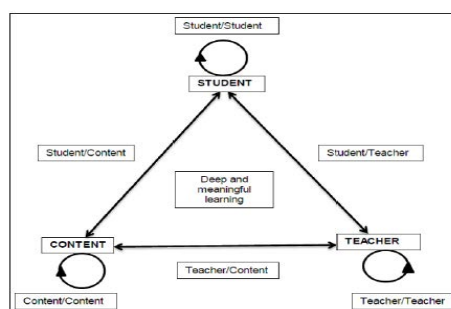 Student/Student
STUDENT
Student/Content
Student/Teacher
Deep and
meaningful
learning
CONTENT
TEACHER
Teacher/Content
Content/Content
Teacher/Teacher